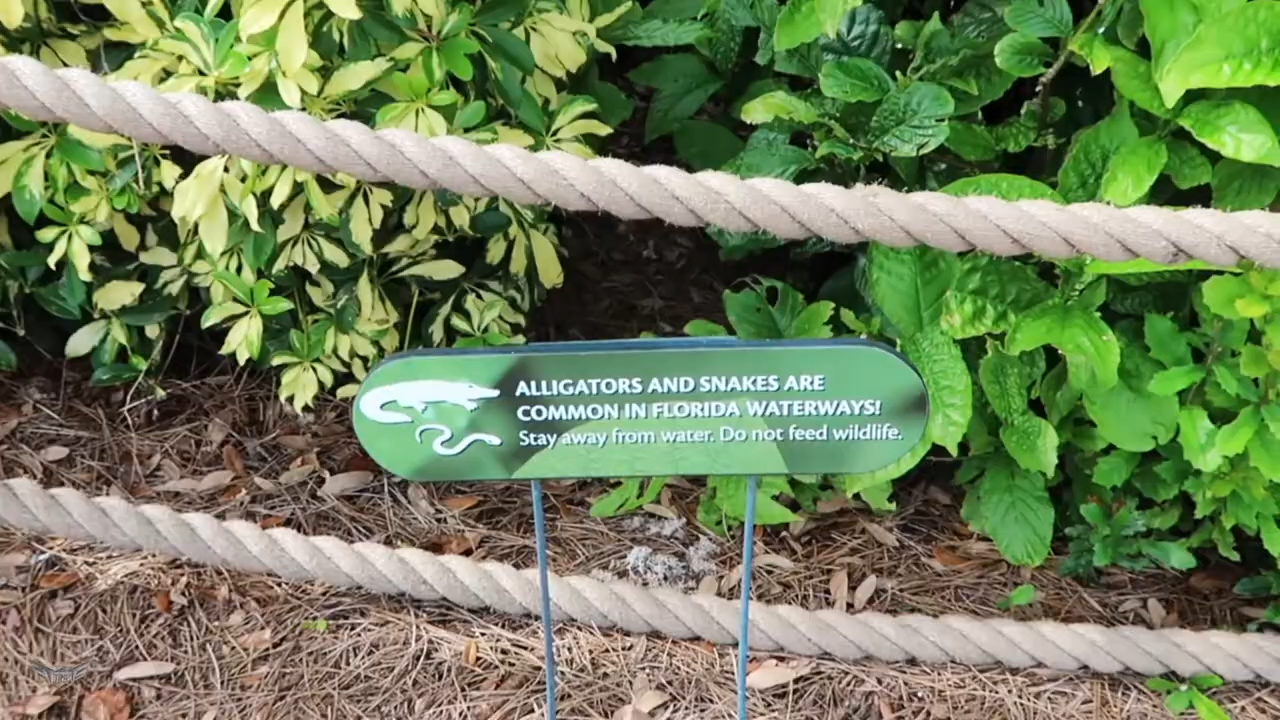 ALLIGATORS AND SNAKES ARE
COMMON IN FLORIDA WATERWAYS!
Stay away from water. Do not feed wildlife.